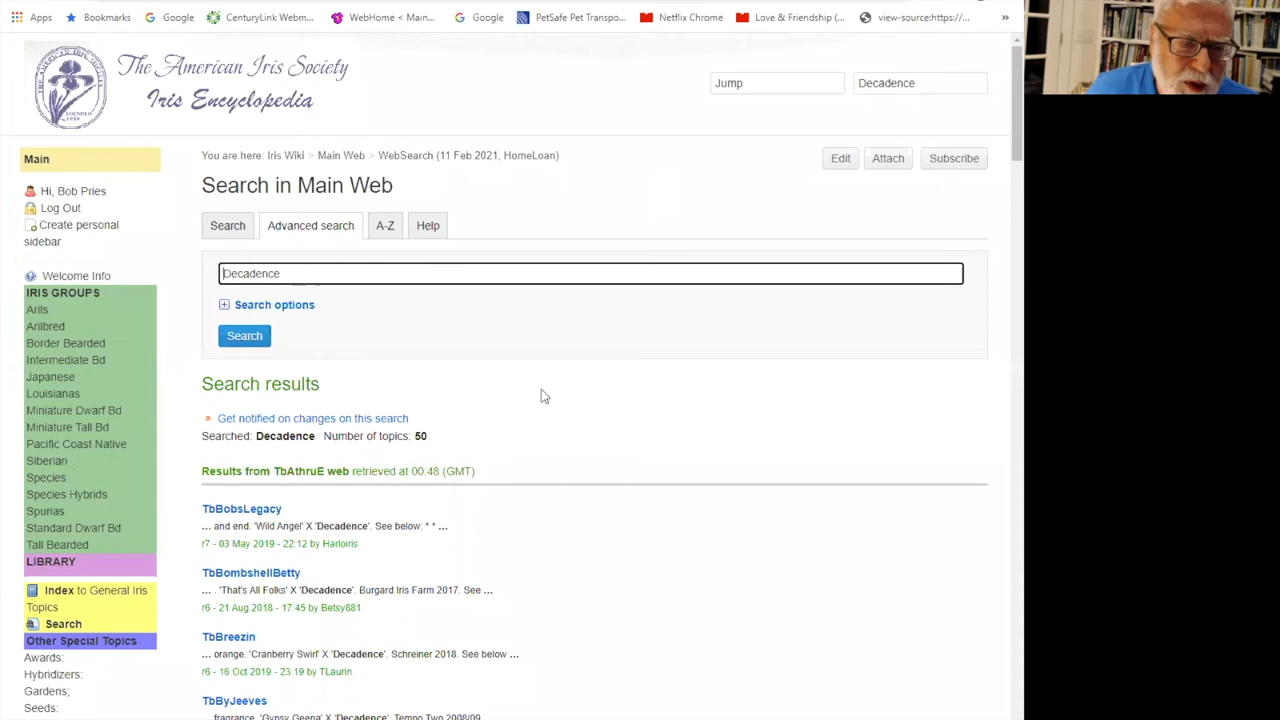 Apps Bookmarks Google CenturyLink Webm... WebHome < Main... Google PetSafe Pet Transpo... Netflix Chrome Love & Friendship (... view-source:https://... »
The American Iris Society
Iris Encyclopedia
THE AMERICAN IRIS SOCIETY
Jump Decadence
Main
You are here: Iris Wiki > Main Web > WebSearch (11 Feb 2021, HomeLoan)
Edit Attach Subscribe
Search in Main Web
Hi, Bob Pries
Log Out
Create personal
sidebar
Search Advanced search A-Z Help
Decadence
Search options
Search
Welcome Info
IRIS GROUPS
Arils
Arilbred
Border Bearded
Intermediate Bd
Japanese
Louisianas
Miniature Dwarf Bd
Miniature Tall Bd
Pacific Coast Native
Siberian
Species
Species Hybrids
Spurias
Standard Dwarf Bd
Tall Bearded
LIBRARY
Index to General Iris
Topics
Search
Other Special Topics
Awards:
Hybridizers:
Gardens;
Seeds:
Search results
Get notified on changes on this search
Searched: Decadence Number of topics: 50
Results from TbAthruE web retrieved at 00:48 (GMT)
TbBobsLegacy
... and end. 'Wild Angel' X 'Decadence'. See below: * * ...
r7 - 03 May 2019 - 22:12 by Harloiris
TbBombshellBetty
... . 'That's All Folks' X 'Decadence'. Burgard Iris Farm 2017. See ...
r6 - 21 Aug 2018 - 17:45 by Betsy881
TbBreezin
... orange. 'Cranberry Swirl' X 'Decadence'. Schreiner 2018. See below ...
r6 - 16 Oct 2019 - 23:19 by TLaurin
TbByJeeves
... fragrance. 'Gypsy Geena' X 'Decadence'. Tempo Two 2008/09.